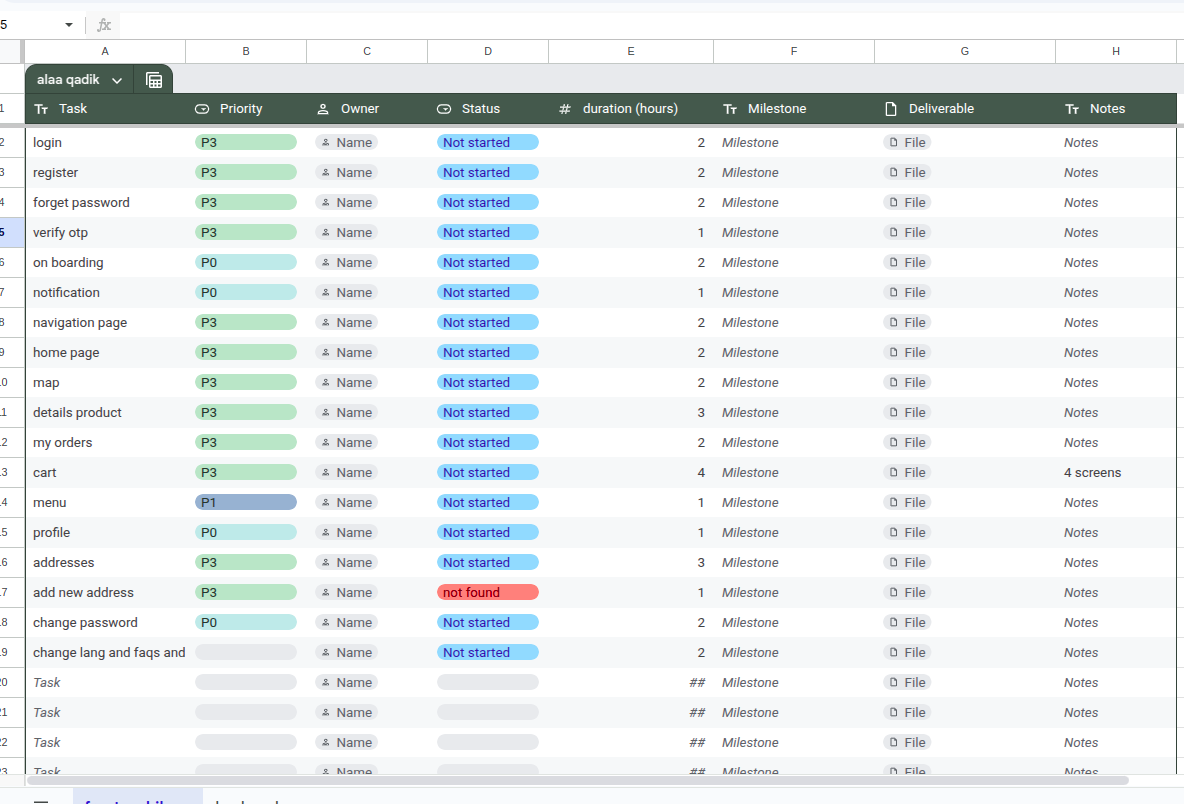 5 fx
A B C D E F G H
alaa qadik
1 Task Priority Owner Status # duration (hours) Milestone Deliverable Notes
2 login P3 Name Not started 2 Milestone File Notes
3 register P3 Name Not started 2 Milestone File Notes
4 forget password P3 Name Not started 2 Milestone File Notes
5 verify otp P3 Name Not started 1 Milestone File Notes
6 on boarding P0 Name Not started 2 Milestone File Notes
7 notification P0 Name Not started 1 Milestone File Notes
8 navigation page P3 Name Not started 2 Milestone File Notes
9 home page P3 Name Not started 2 Milestone File Notes
0 map P3 Name Not started 2 Milestone File Notes
1 details product P3 Name Not started 3 Milestone File Notes
2 my orders P3 Name Not started 2 Milestone File Notes
3 cart P3 Name Not started 4 Milestone File 4 screens
4 menu P1 Name Not started 1 Milestone File Notes
5 profile P0 Name Not started 1 Milestone File Notes
6 addresses P3 Name Not started 3 Milestone File Notes
7 add new address P3 Name not found 1 Milestone File Notes
8 change password P0 Name Not started 2 Milestone File Notes
9 change lang and faqs and Name Not started 2 Milestone File Notes
20 Task Name ## Milestone File Notes
21 Task Name ## Milestone File Notes
22 Task Name ## Milestone File Notes
23 Task Name ## Milestone File Notes